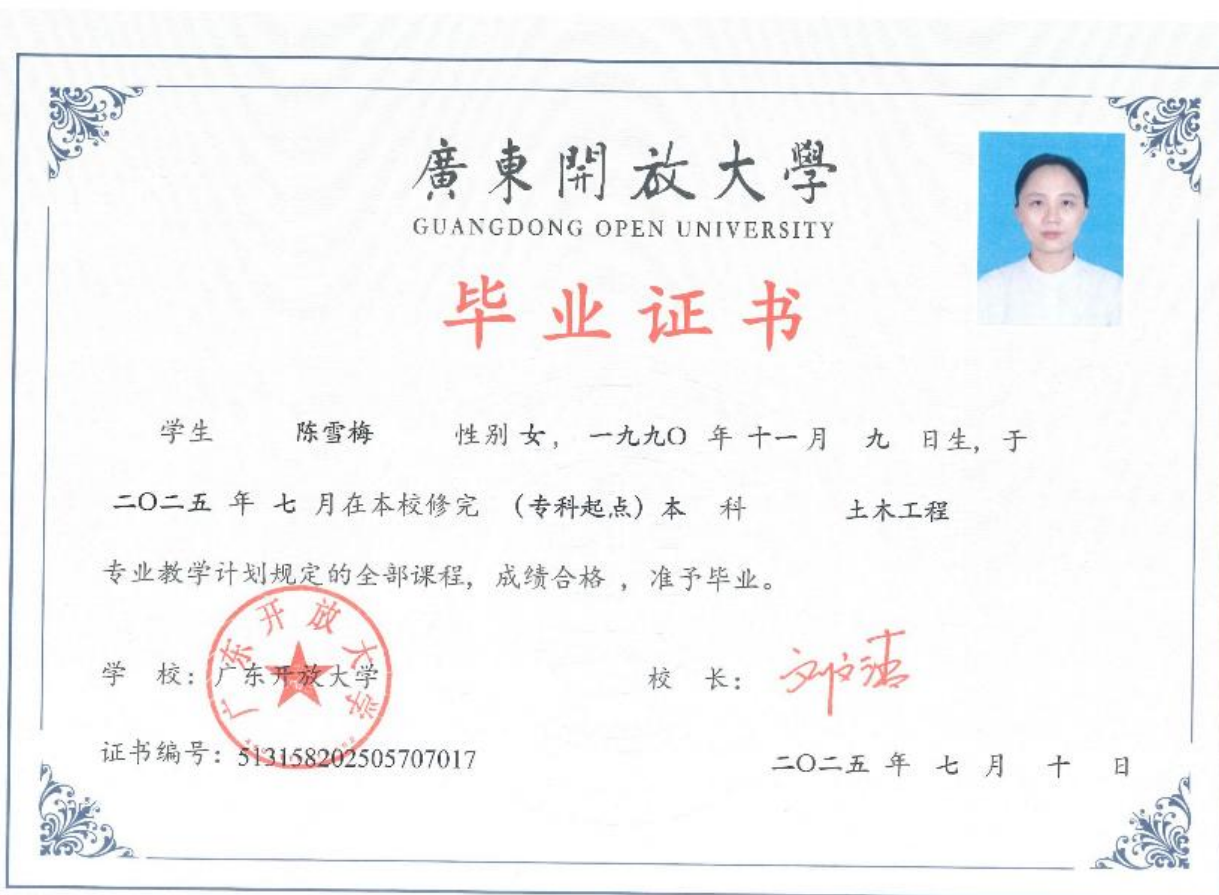 廣東開放大學
GUANGDONG OPEN UNIVERSITY
毕业证书
学生 陈雪梅 性别 女， 一九九〇 年 十一 月 九 日生，于
二〇二五 年 七 月在本校修完 （专科起点）本 科 土木工程
专业教学计划规定的全部课程，成绩合格 ，准予毕业。
广东开放大学
学 校：广东开放大学 校 长：
证书编号：513158202505707017
二〇二五 年 七 月 十 日